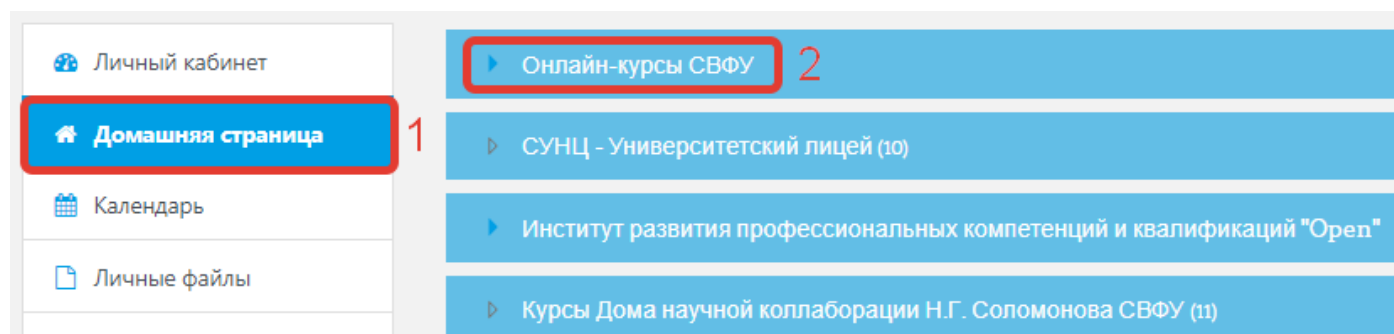 Личный кабинет
Домашняя страница
1
Календарь
Личные файлы
Онлайн-курсы СВФУ
2
СУНЦ - Университетский лицей (10)
Институт развития профессиональных компетенций и квалификаций "Open"
Курсы Дома научной коллаборации Н.Г. Соломонова СВФУ (11)